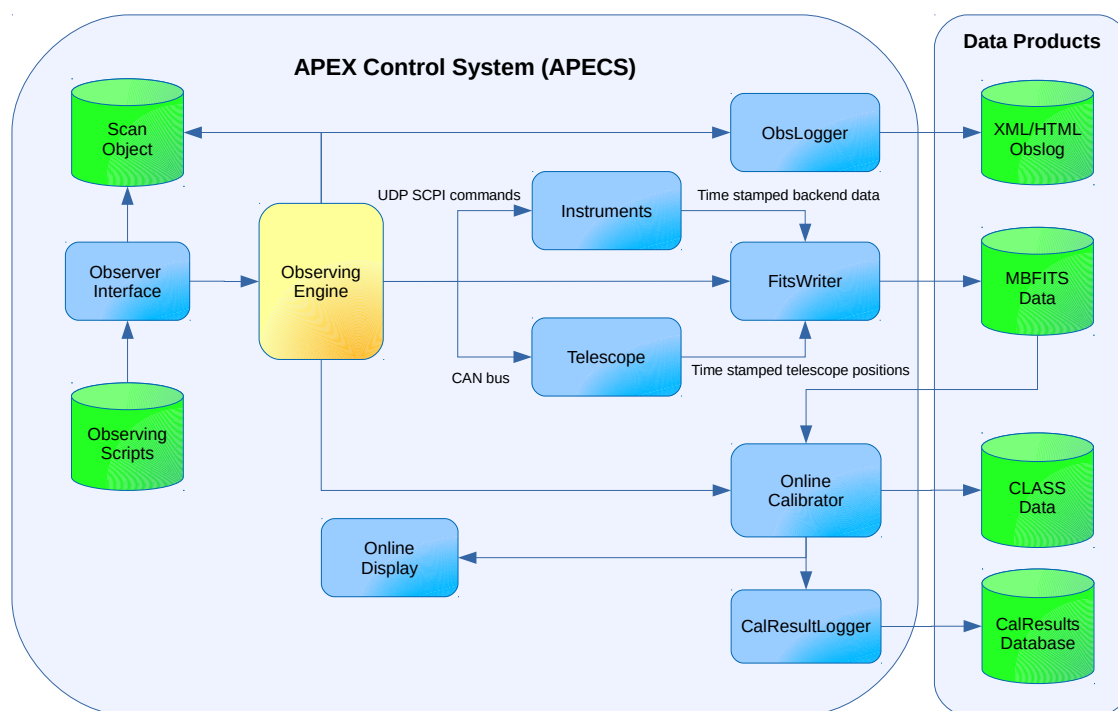 APEX Control System (APECS)
Data Products
Scan
Object
ObsLogger
XML/HTML
Obslog
UDP SCPI commands
Instruments
Time stamped backend data
Observer
Interface
Observing
Engine
FitsWriter
MBFITS
Data
Telescope
CAN bus
Time stamped telescope positions
Observing
Scripts
Online
Calibrator
CLASS
Data
Online
Display
CalResultLogger
CalResults
Database